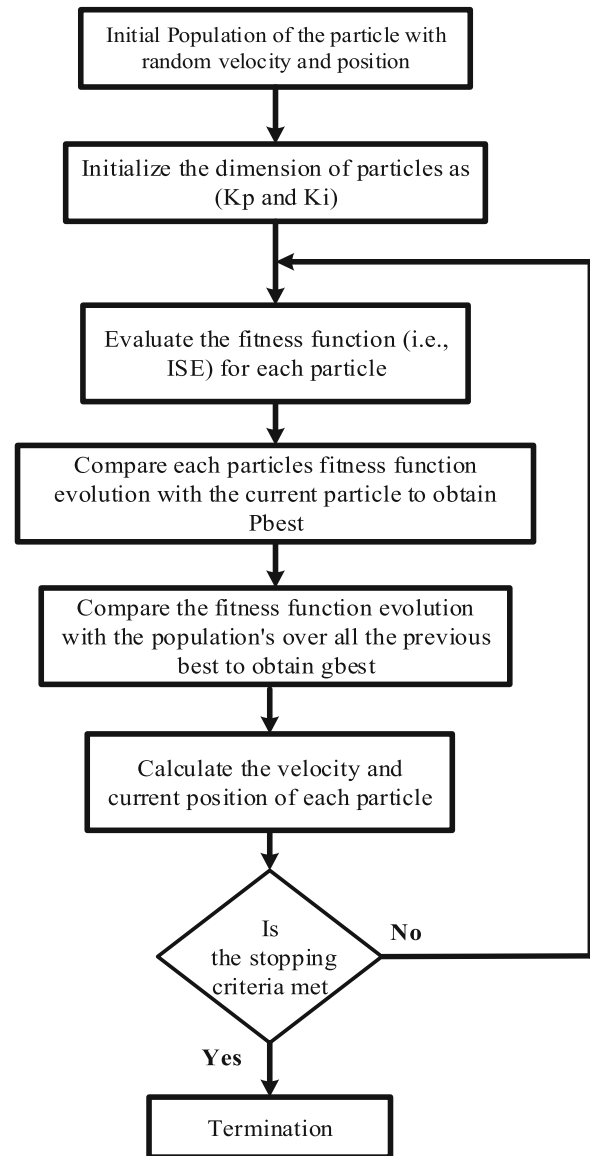 Initial Population of the particle with
random velocity and position
Initialize the dimension of particles as
(Kp and Ki)
Evaluate the fitness function (i.e.,
ISE) for each particle
Compare each particles fitness function
evolution with the current particle to obtain
Pbest
Compare the fitness function evolution
with the population's over all the previous
best to obtain gbest
Calculate the velocity and
current position of each particle
Is
the stopping
criteria met
No
Yes
Termination